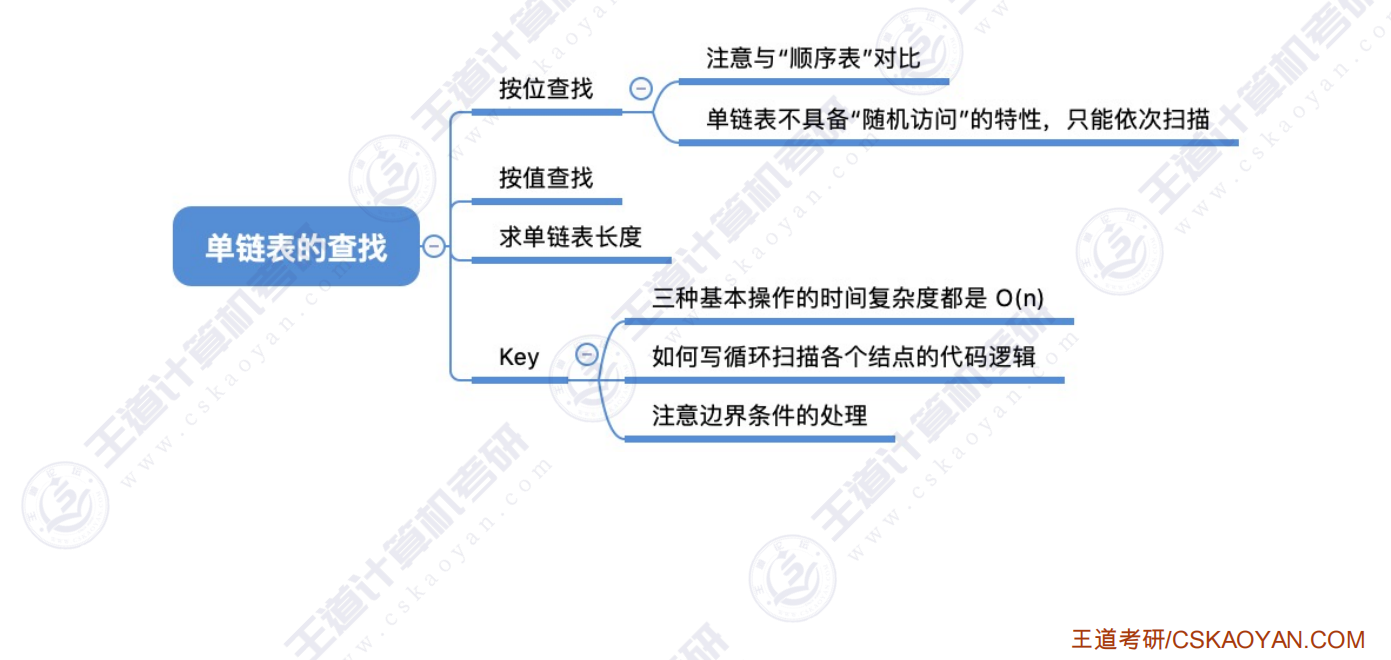 注意与“顺序表”对比
按位查找
单链表不具备“随机访问”的特性，只能依次扫描
按值查找
单链表的查找
求单链表长度
三种基本操作的时间复杂度都是 O(n)
Key
如何写循环扫描各个结点的代码逻辑
注意边界条件的处理
王道考研/CSKAOYAN.COM
王道计算机考研
www.cskaoyan.com